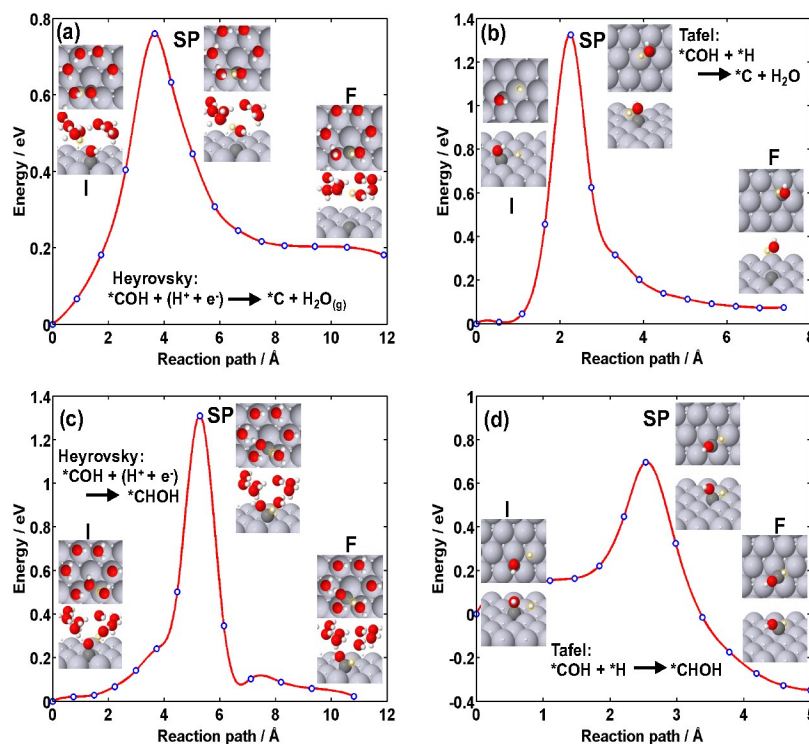 (a)
SP
I
F
Heyrovsky:
*COH + (H⁺ + e⁻) → *C + H₂O₍g₎
Energy / eV
0.8
0.6
0.4
0.2
0
0 2 4 6 8 10 12
Reaction path / Å
(b)
SP
Tafel:
*COH + *H
→ *C + H₂O
I
F
Energy / eV
1.4
1.2
1
0.8
0.6
0.4
0.2
0
0 2 4 6 8
Reaction path / Å
(c)
SP
Heyrovsky:
*COH + (H⁺ + e⁻)
→ *CHOH
I
F
Energy / eV
1.4
1.2
1
0.8
0.6
0.4
0.2
0
0 2 4 6 8 10 12
Reaction path / Å
(d)
SP
I
F
Tafel:
*COH + *H → *CHOH
Energy / eV
1
0.8
0.6
0.4
0.2
0
-0.2
-0.4
0 1 2 3 4 5
Reaction path / Å